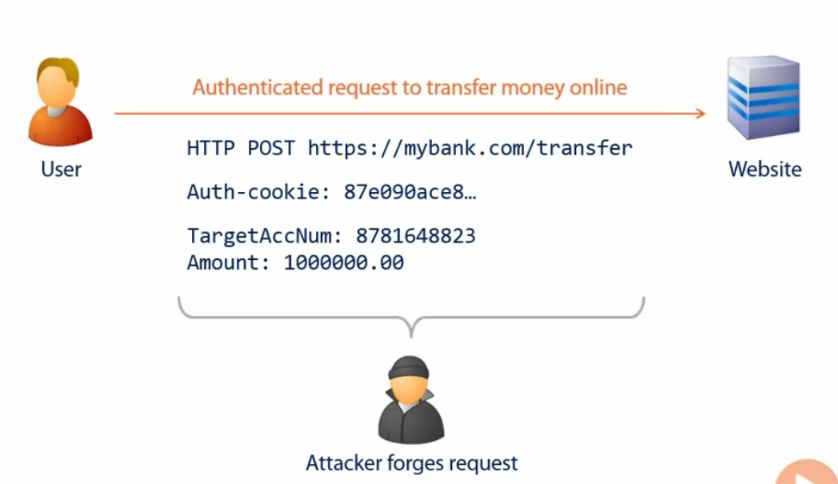 Authenticated request to transfer money online
HTTP POST https://mybank.com/transfer
User
Website
Auth-cookie: 87e090ace8…
TargetAccNum: 8781648823
Amount: 1000000.00
Attacker forges request